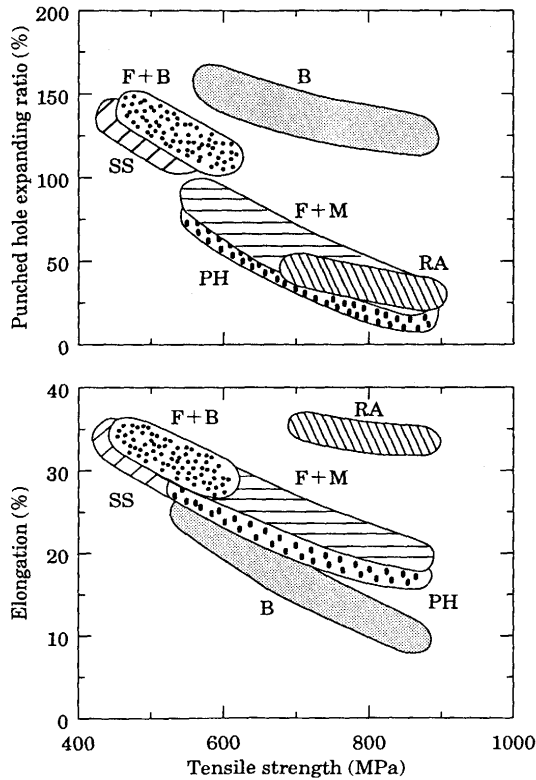 Punched hole expanding ratio (%)
200
150
100
50
0
F+B
B
SS
F+M
PH
RA
Elongation (%)
40
30
20
10
0
F+B
RA
SS
F+M
B
PH
400
600
800
1000
Tensile strength (MPa)